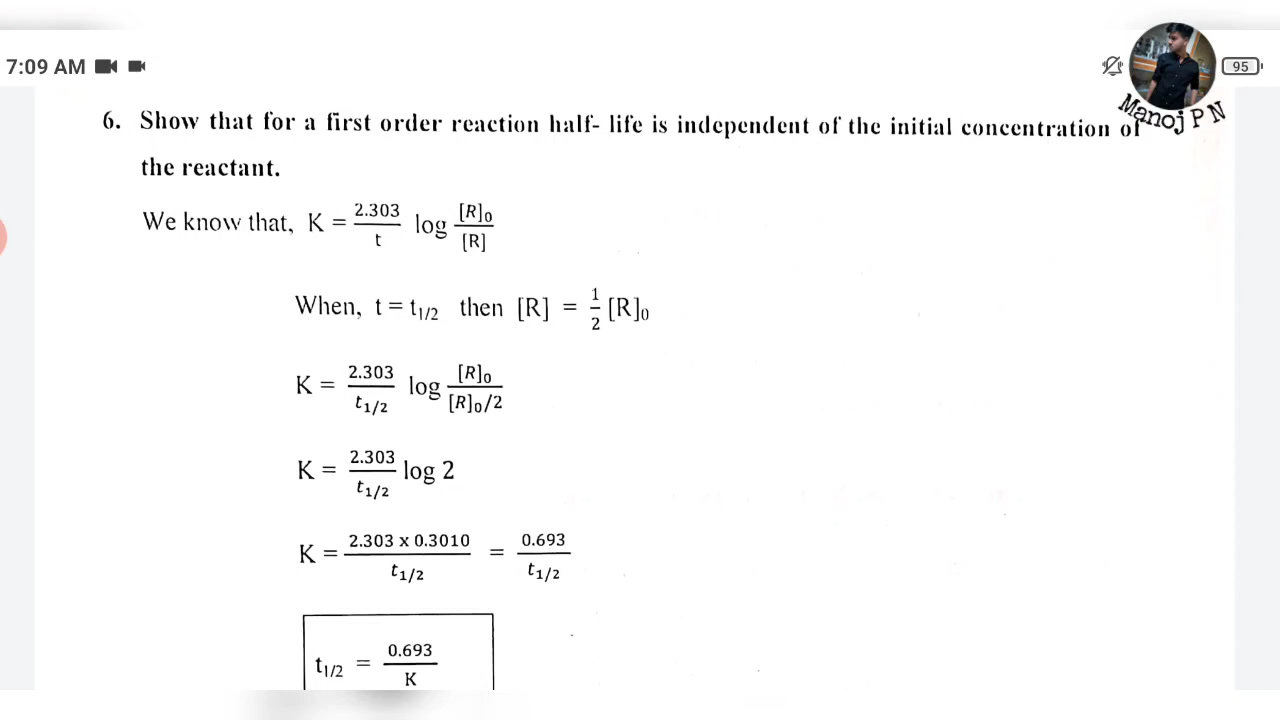 7:09 AM
95
Manoj P N
6. Show that for a first order reaction half- life is independent of the initial concentration of
the reactant.
We know that, K = 2.303/t log [R]₀/[R]
When, t = t₁/₂ then [R] = 1/2 [R]₀
K = 2.303/t₁/₂ log [R]₀/[R]₀/2
K = 2.303/t₁/₂ log 2
K = 2.303 x 0.3010/t₁/₂ = 0.693/t₁/₂
t₁/₂ = 0.693/K